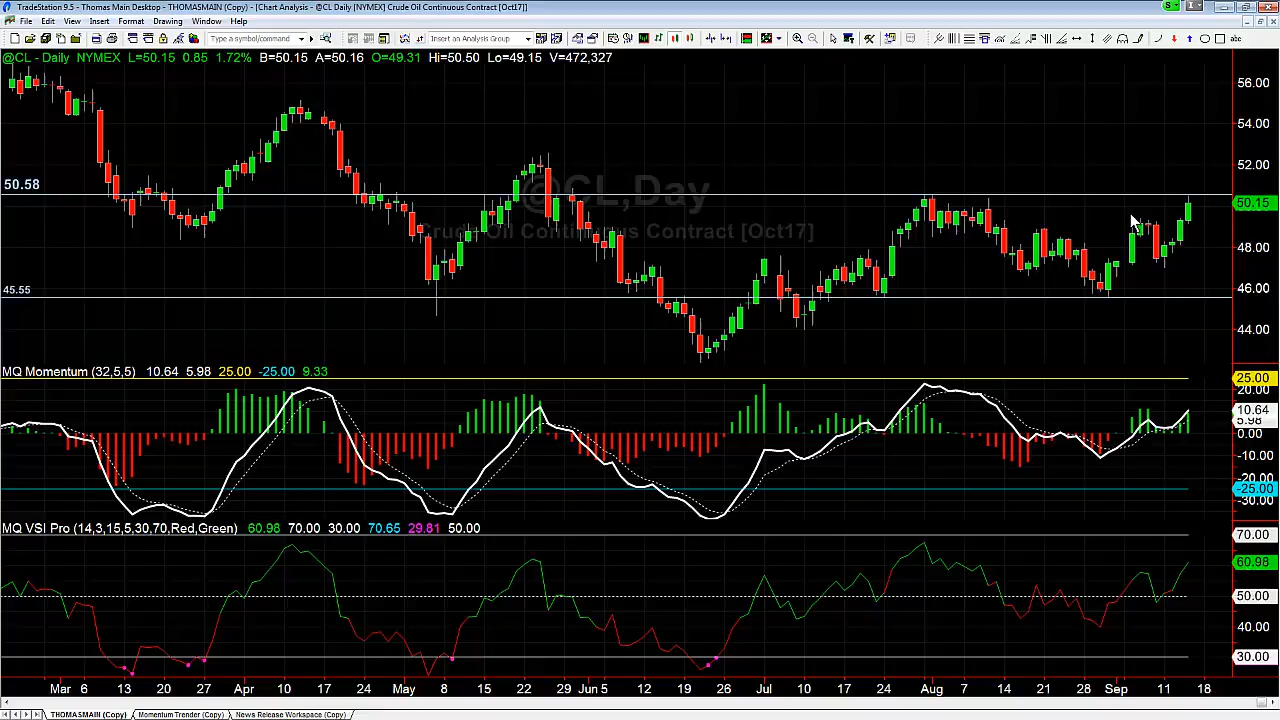 TradeStation 9.5 - Thomas Main Desktop - THOMASMAIN (Copy) - [Chart Analysis - @CL Daily [NYMEX] Crude Oil Continuous Contract [Oct17]]
File Edit View Insert Format Drawing Window Help
Type a symbol/command
Insert an Analysis Group
abc
@CL - Daily NYMEX L=50.15 0.85 1.72% B=50.15 A=50.16 O=49.31 Hi=50.50 Lo=49.15 V=472,327
56.00
54.00
52.00
50.58
@CL,Day
50.15
Crude Oil Continuous Contract [Oct17]
48.00
45.55
46.00
44.00
MQ Momentum (32,5,5) 10.64 5.98 25.00 -25.00 9.33
25.00
20.00
10.64
5.98
0.00
-10.00
-20.00
-25.00
-30.00
MQ VSI Pro (14,3,15,5,30,70,Red,Green) 60.98 70.00 30.00 70.65 29.81 50.00
70.00
60.98
50.00
40.00
30.00
Mar 6 13 20 27 Apr 10 17 24 May 8 15 22 29 Jun 5 12 19 26 Jul 10 17 24 Aug 7 14 21 28 Sep 11 18
THOMASMAIN (Copy) Momentum Trender (Copy) News Release Workspace (Copy)